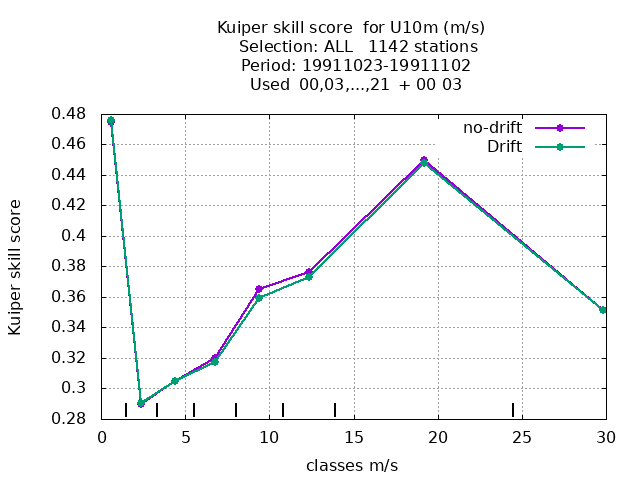 Kuiper skill score  for U10m (m/s)
Selection: ALL   1142 stations
Period: 19911023-19911102
Used  00,03,...,21  + 00 03
no-drift
Drift
0.48
0.46
0.44
0.42
0.4
0.38
0.36
0.34
0.32
0.3
0.28
Kuiper skill score
0 5 10 15 20 25 30
classes m/s